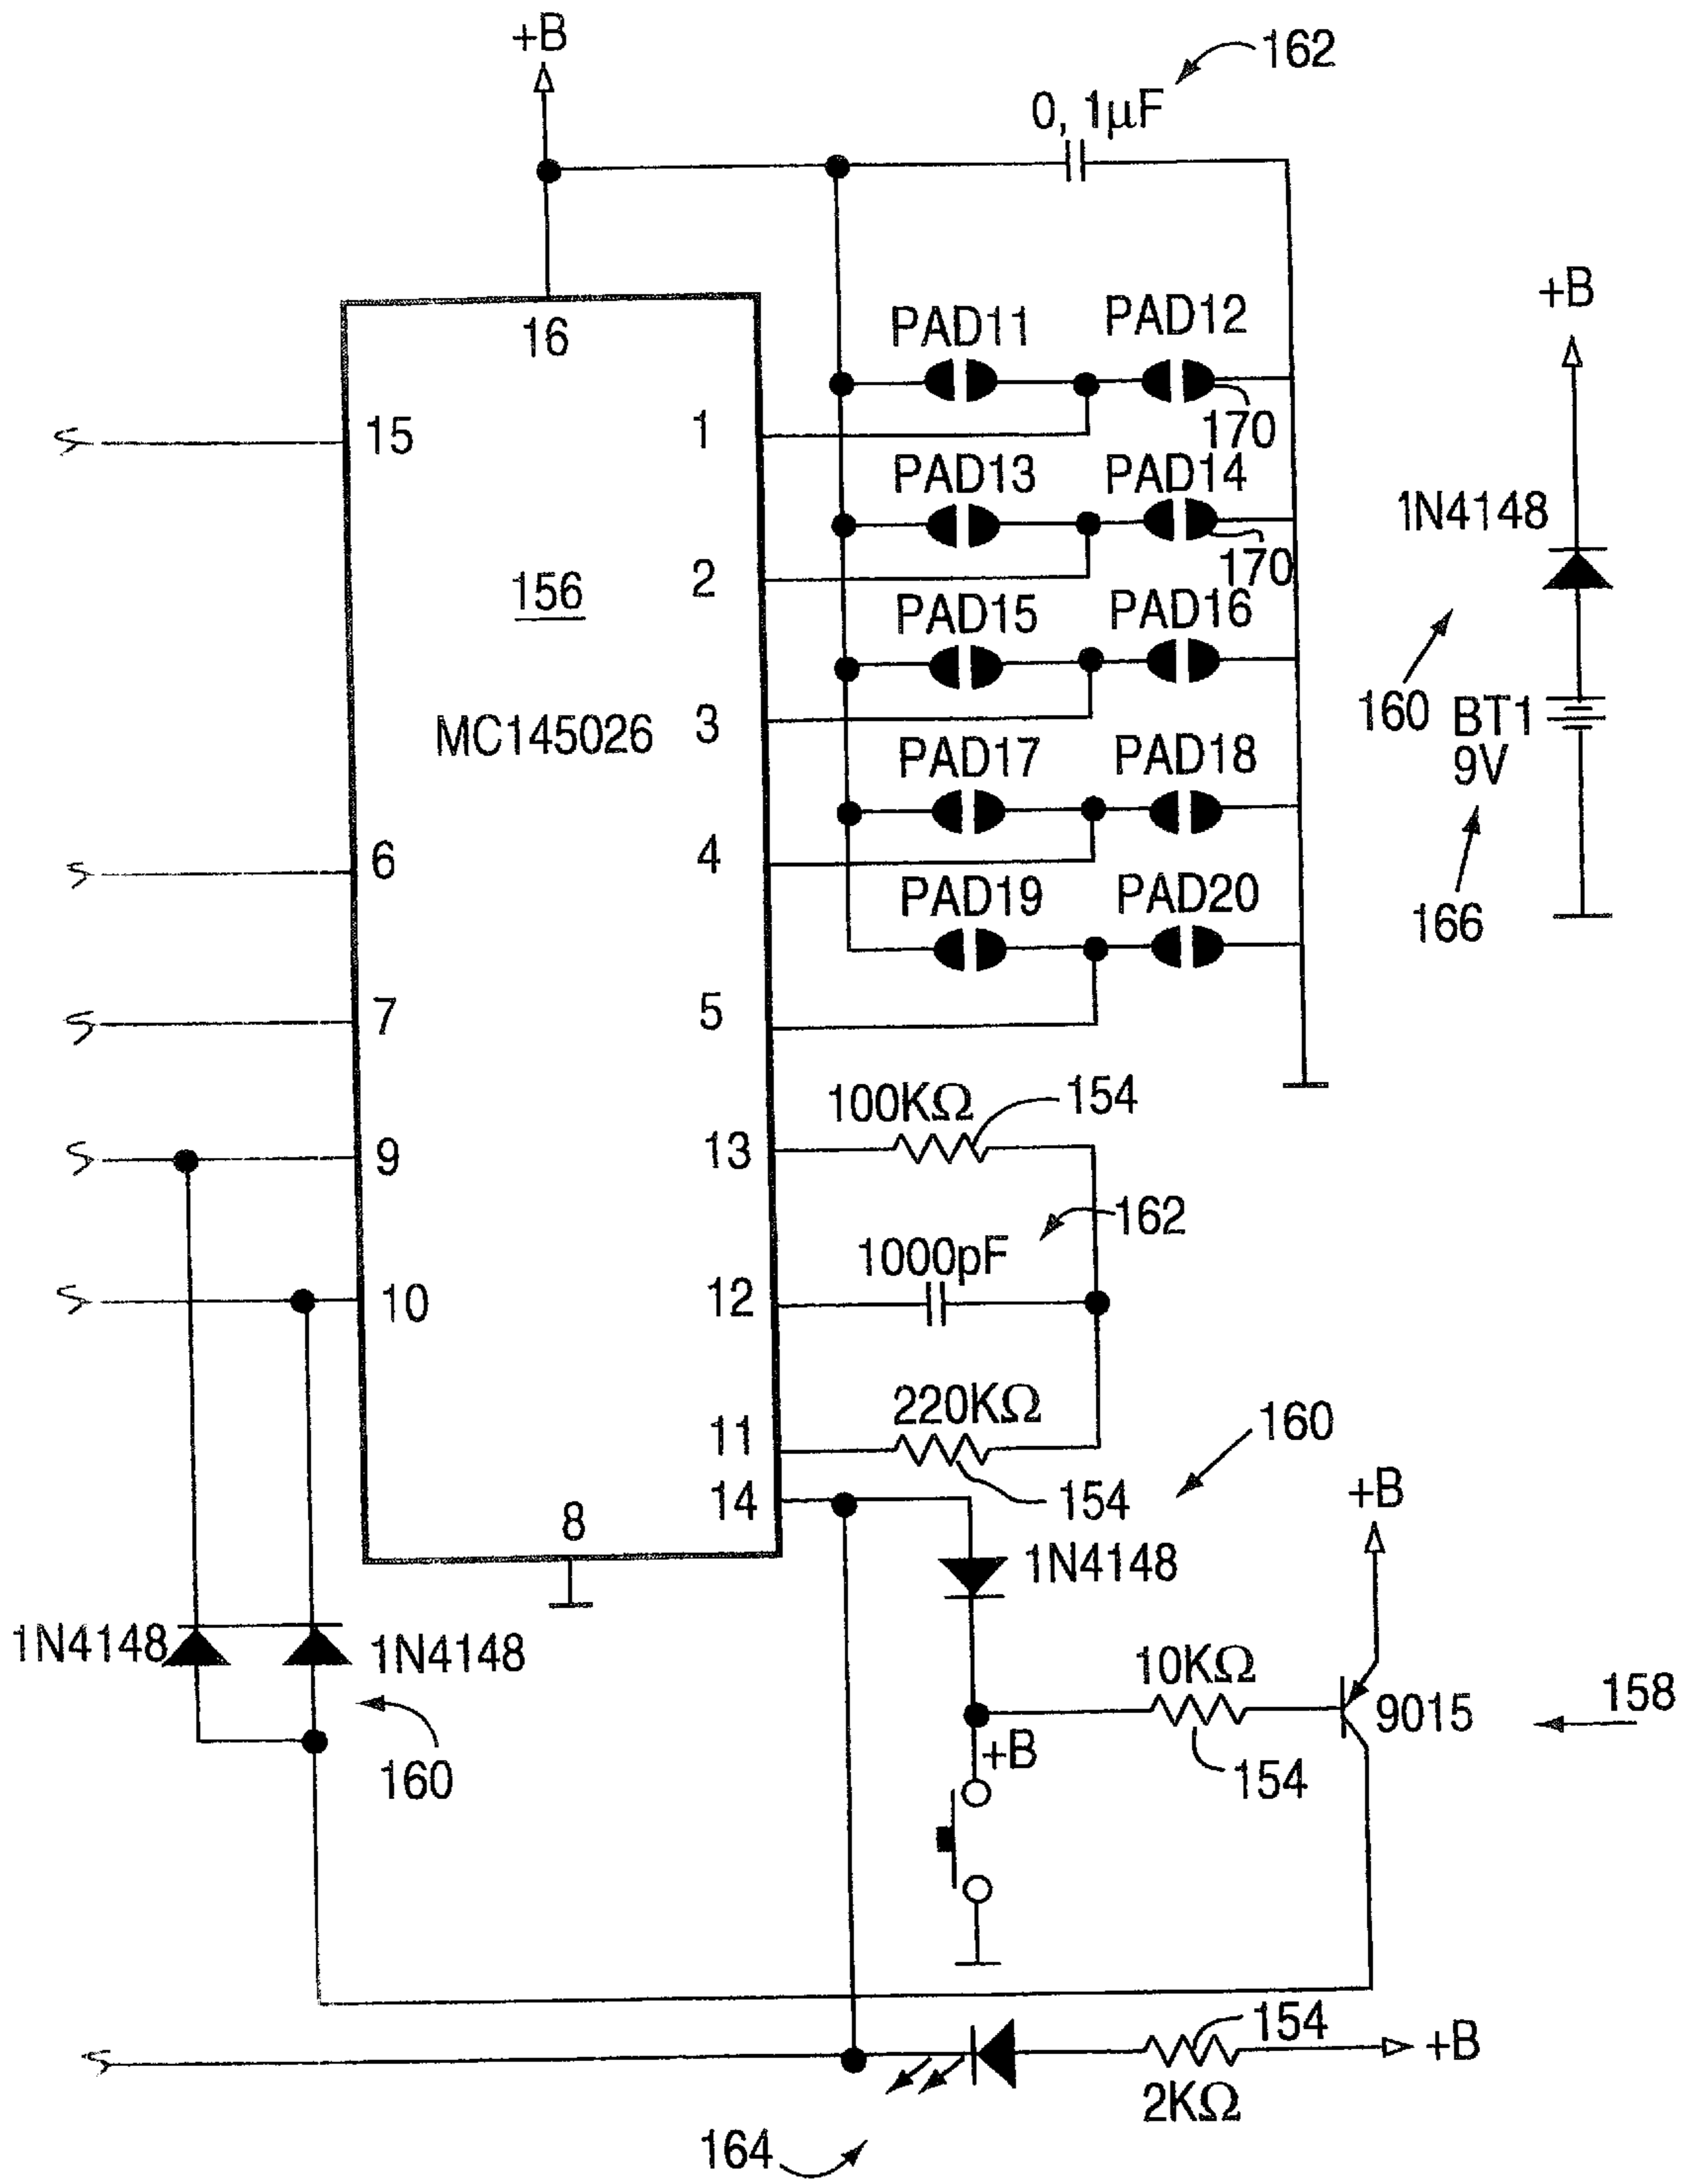 +B
162
0, 1µF
+B
16
PAD11 PAD12
15
1
170
PAD13 PAD14
1N4148
170
2
156
PAD15 PAD16
160
BT1
9V
3
MC145026
PAD17 PAD18
6
4
PAD19 PAD20
166
7
5
100KΩ
154
9
13
162
1000pF
10
12
220KΩ
160
11
154
14
+B
8
1N4148
1N4148
1N4148
10KΩ
9015
158
+B
160
154
154
+B
2KΩ
164